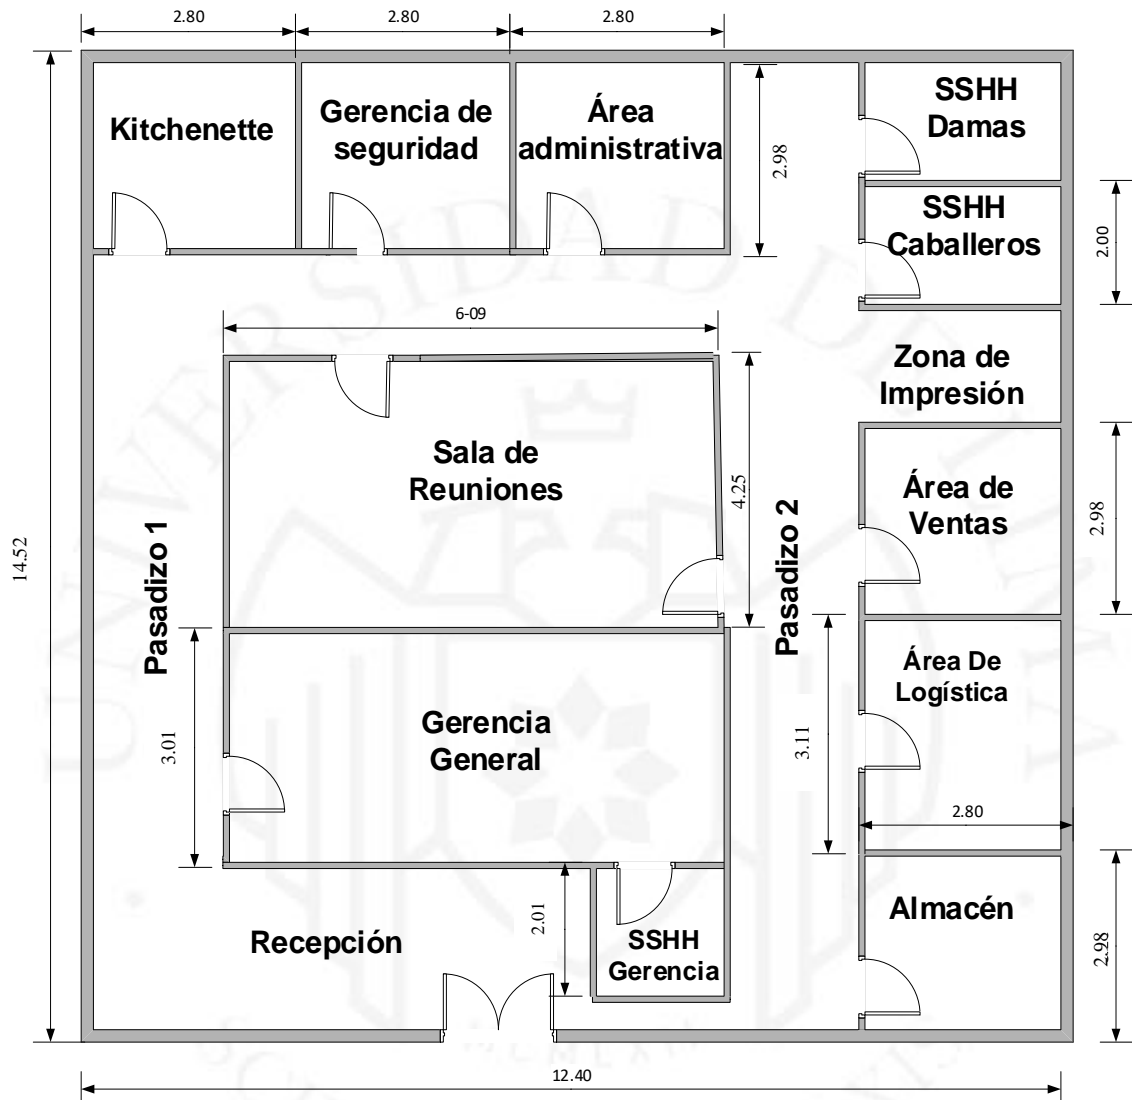 2.80
2.80
2.80
Kitchenette
Gerencia de
seguridad
Área
administrativa
2.98
SSHH
Damas
SSHH
Caballeros
2.00
6-09
Zona de
Impresión
Sala de
Reuniones
4.25
Área de
Ventas
2.98
14.52
Pasadizo 1
Pasadizo 2
3.01
Gerencia
General
3.11
Área De
Logística
2.80
Recepción
2.01
SSHH
Gerencia
Almacén
2.98
12.40
UNIVERSIDAD DE LIMA